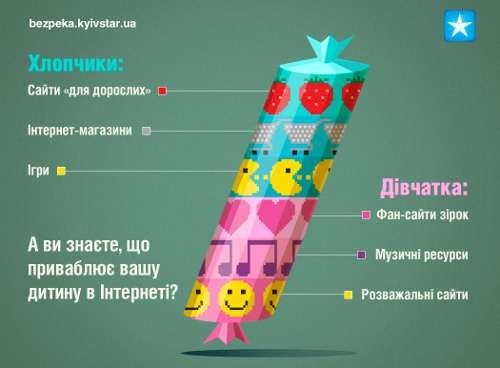 bezpeka.kyivstar.ua
Хлопчики:
Сайти «для дорослих»
Інтернет-магазини
Ігри
Дівчатка:
Фан-сайти зірок
Музичні ресурси
Розважальні сайти
А ви знаєте, що
приваблює вашу
дитину в Інтернеті?